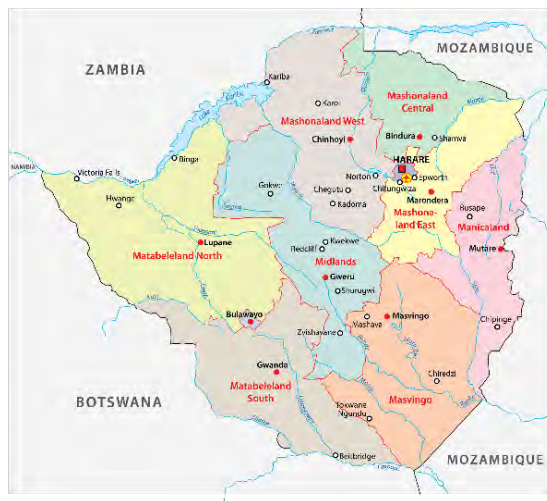 MOZAMBIQUE
ZAMBIA
Kariba
Mashonaland
Central
Karoi
Mashonaland West
Chinhoyi
Bindura
Shamva
HARARE
Binga
Norton
Epworth
Chitungwiza
NAMIBIA
Victoria Falls
Gokwe
Chegutu
Marondera
Hwange
Kadoma
Mashona-
land East
Rusape
Manicaland
Lupane
Kwekwe
Redcliff
Mutare
Matabeleland North
Midlands
Gweru
Shurugwi
Bulawayo
Mashava
Masvingo
Chipinge
Zvishavane
Gwanda
Chiredzi
Matabeleland
South
Masvingo
BOTSWANA
Tokwane
Ngundu
Beitbridge
MOZAMBIQUE